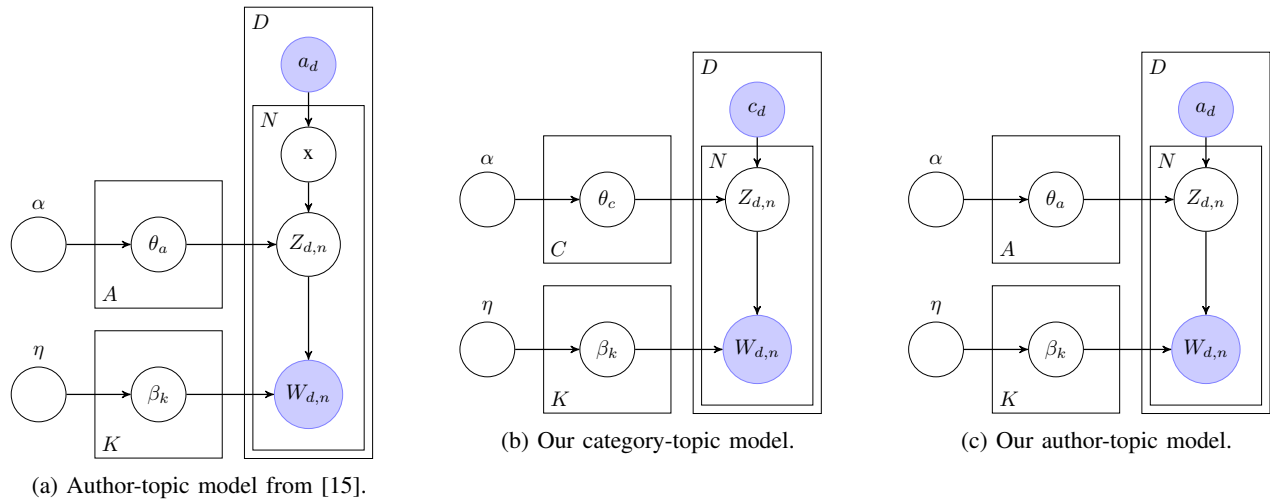 D
a_d
N
x
α
θ_a
Z_{d,n}
A
η
β_k
W_{d,n}
K
(a) Author-topic model from [15].
D
c_d
N
α
θ_c
Z_{d,n}
C
η
β_k
W_{d,n}
K
(b) Our category-topic model.
D
a_d
N
α
θ_a
Z_{d,n}
A
η
β_k
W_{d,n}
K
(c) Our author-topic model.